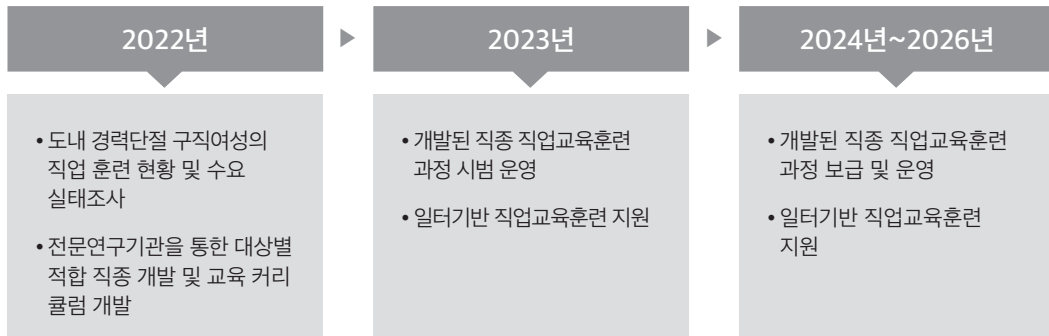 2022년
▶
2023년
▶
2024년~2026년
• 도내 경력단절 구직여성의
직업 훈련 현황 및 수요
실태조사
• 전문연구기관을 통한 대상별
적합 직종 개발 및 교육 커리
큘럼 개발
• 개발된 직종 직업교육훈련
과정 시범 운영
• 일터기반 직업교육훈련 지원
• 개발된 직종 직업교육훈련
과정 보급 및 운영
• 일터기반 직업교육훈련
지원